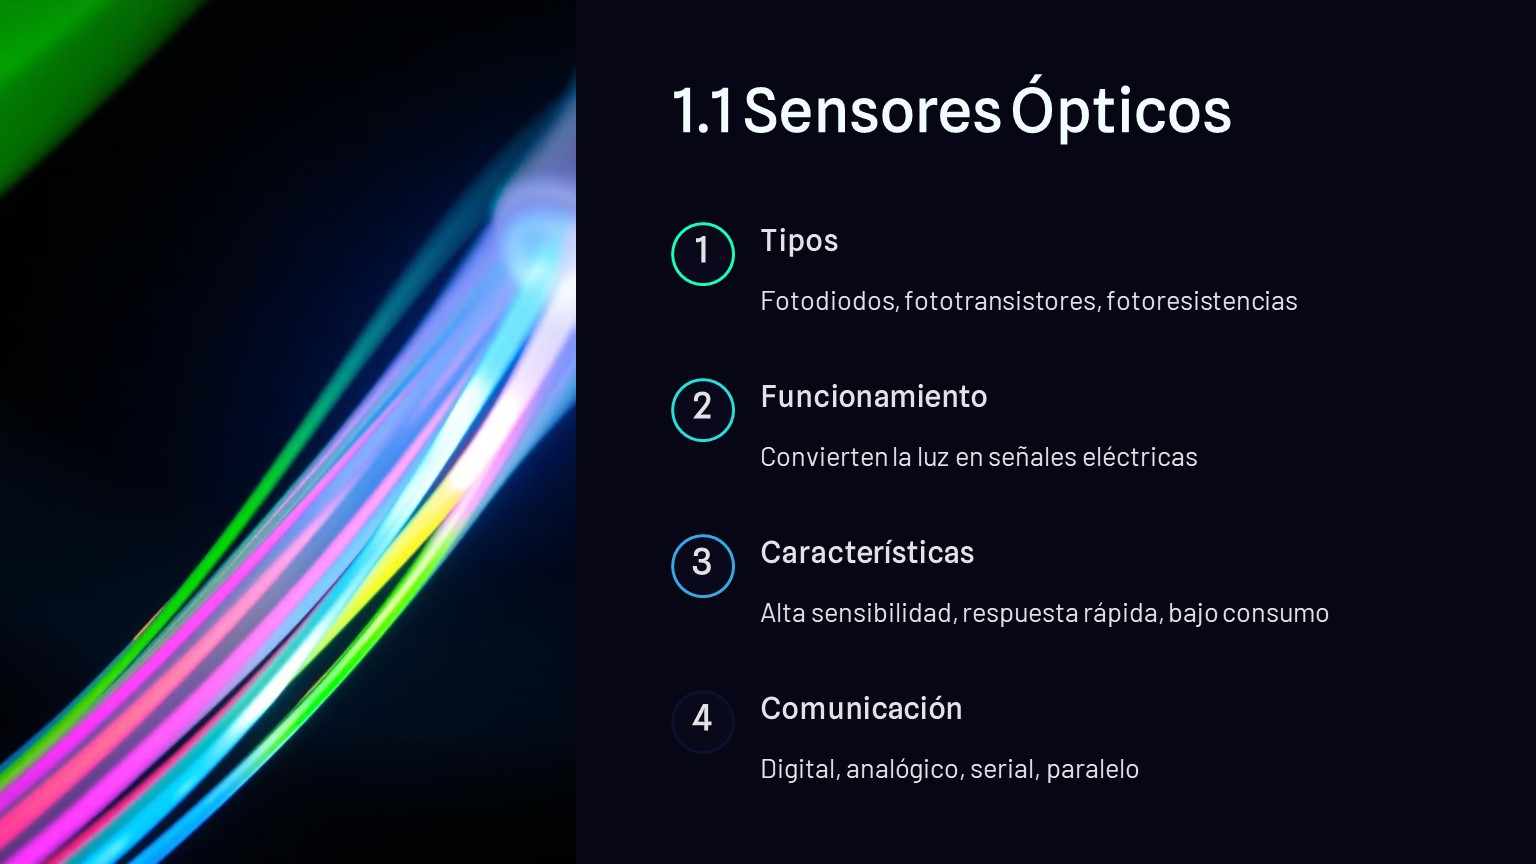 1.1 Sensores Ópticos
1
Tipos
Fotodiodos, fototransistores, fotoresistencias
2
Funcionamiento
Convierten la luz en señales eléctricas
3
Características
Alta sensibilidad, respuesta rápida, bajo consumo
4
Comunicación
Digital, analógico, serial, paralelo